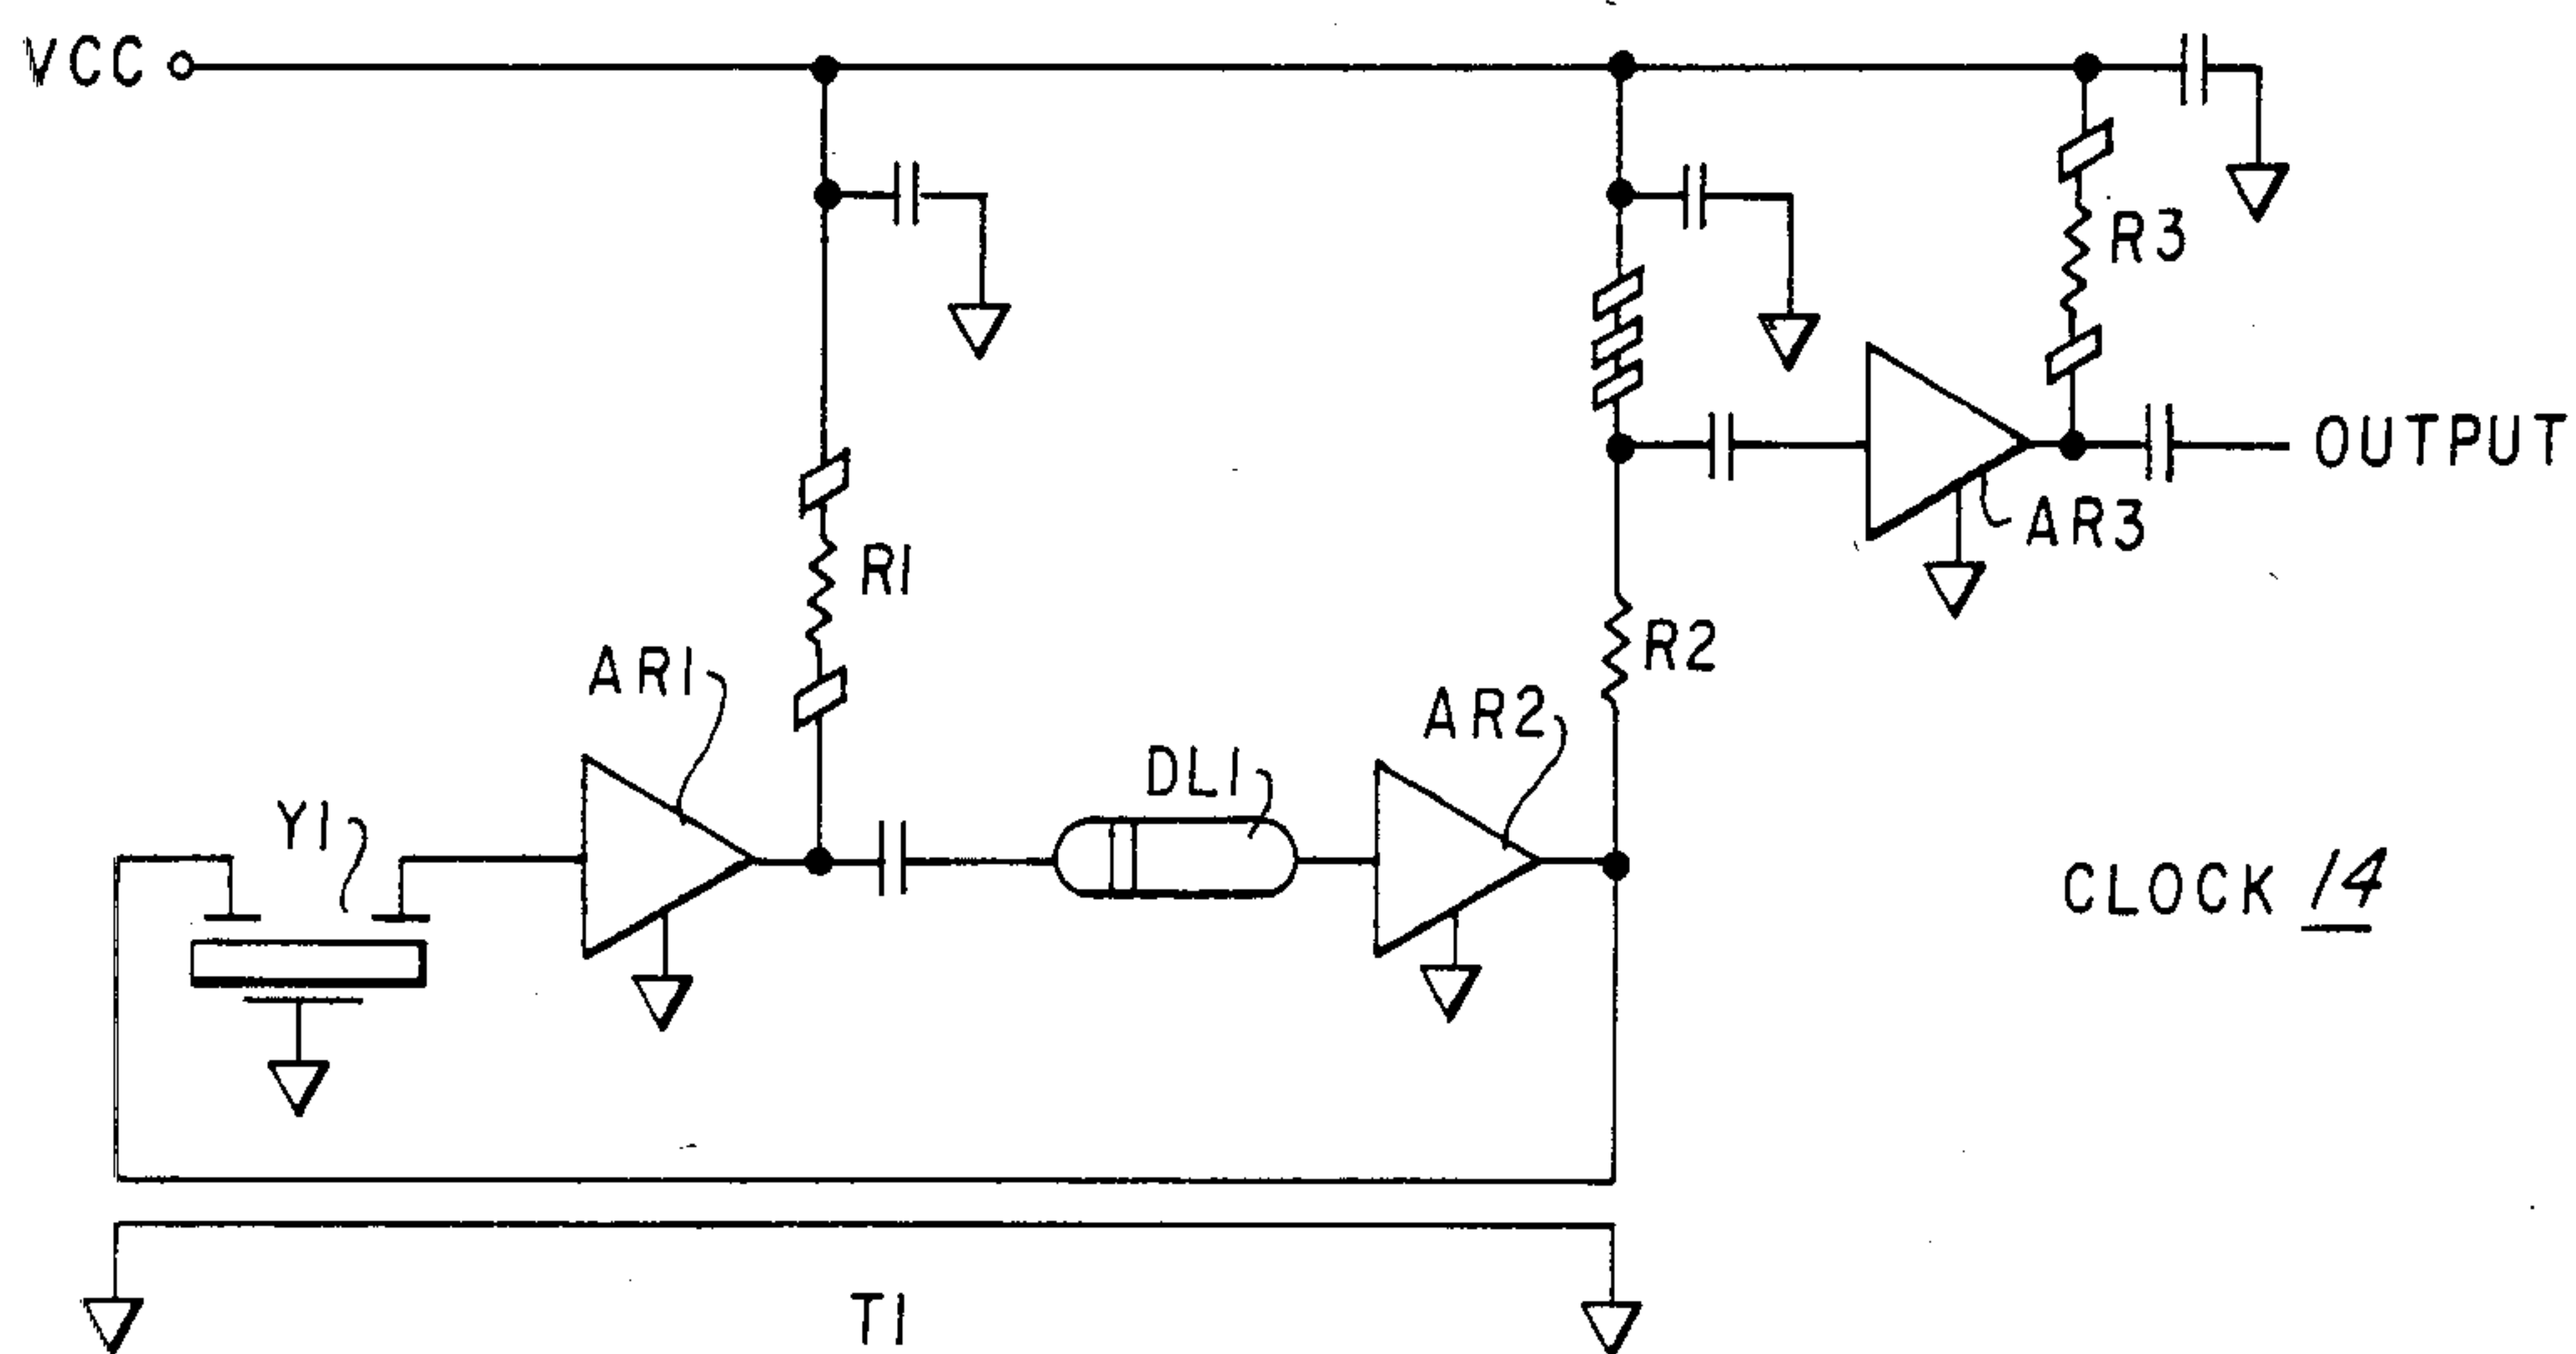 VCC
R3
OUTPUT
AR3
R1
R2
AR1
AR2
DL1
Y1
CLOCK 14
T1